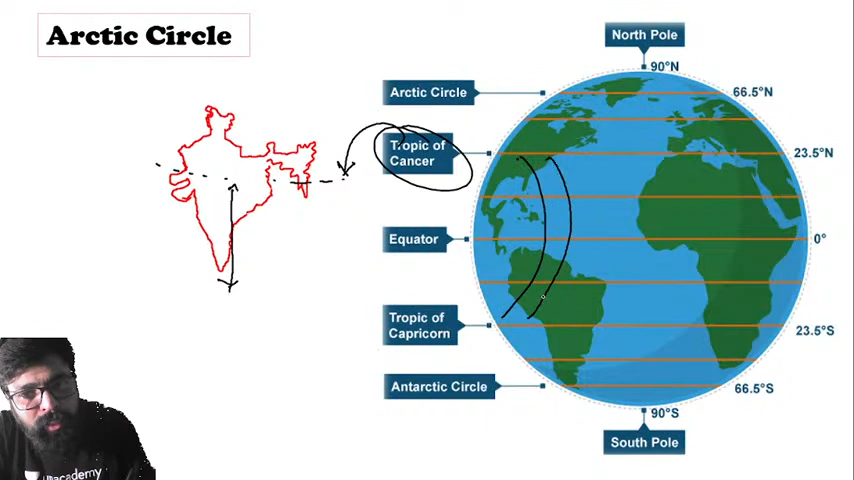 Arctic Circle
North Pole
90°N
Arctic Circle
66.5°N
Tropic of
Cancer
23.5°N
Equator
0°
Tropic of
Capricorn
23.5°S
Antarctic Circle
66.5°S
90°S
South Pole
unacademy